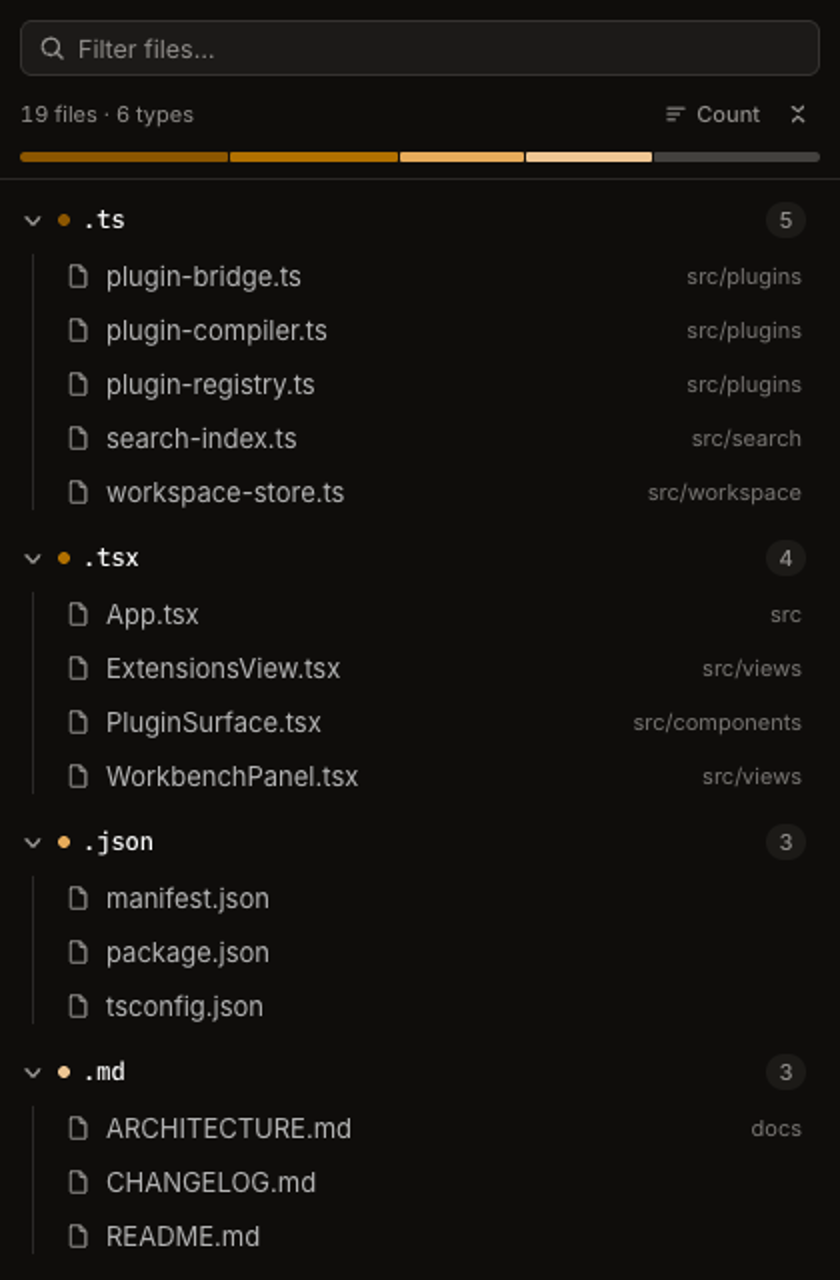 Filter files...
19 files · 6 types Count
.ts 5
plugin-bridge.ts src/plugins
plugin-compiler.ts src/plugins
plugin-registry.ts src/plugins
search-index.ts src/search
workspace-store.ts src/workspace
.tsx 4
App.tsx src
ExtensionsView.tsx src/views
PluginSurface.tsx src/components
WorkbenchPanel.tsx src/views
.json 3
manifest.json
package.json
tsconfig.json
.md 3
ARCHITECTURE.md docs
CHANGELOG.md
README.md